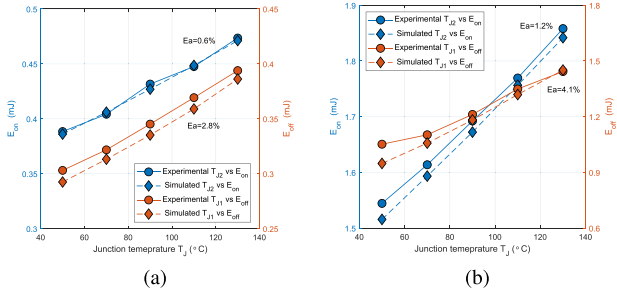 0.5
0.45
0.4
0.35
0.3
E_on (mJ)
0.45
0.4
0.35
0.3
0.25
E_off (mJ)
Ea=0.6%
Ea=2.8%
Experimental T_J2 vs E_on
Simulated T_J2 vs E_on
Experimental T_J1 vs E_off
Simulated T_J1 vs E_off
40 60 80 100 120 140
Junction temeprature T_J (°C)
(a)
1.9
1.8
1.7
1.6
1.5
E_on (mJ)
1.8
1.5
1.2
0.9
0.6
E_off (mJ)
Experimental T_J2 vs E_on
Simulated T_J2 vs E_on
Experimental T_J1 vs E_off
Simulated T_J1 vs E_off
Ea=1.2%
Ea=4.1%
40 60 80 100 120 140
Junction temeprature T_J (°C)
(b)